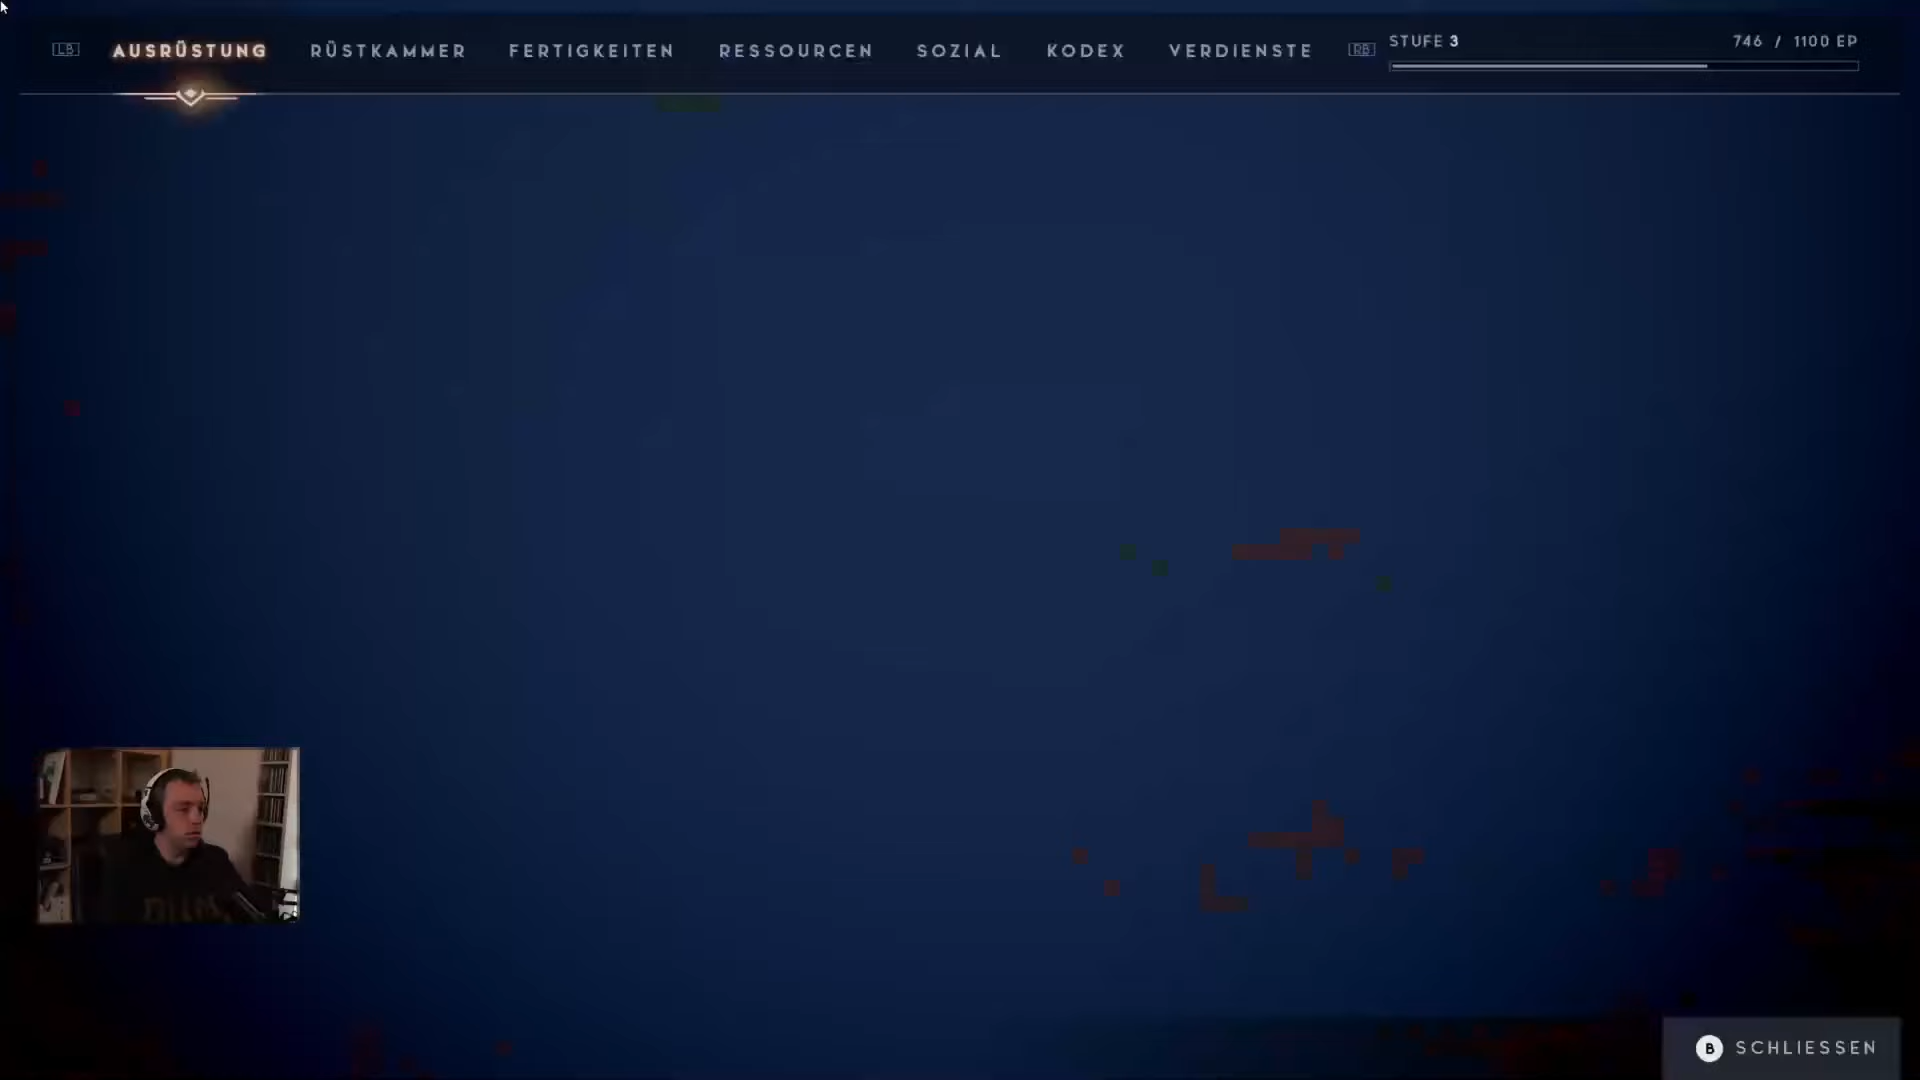 LB AUSRÜSTUNG RÜSTKAMMER FERTIGKEITEN RESSOURCEN SOZIAL KODEX VERDIENSTE RB STUFE 3 746 / 1100 EP
B SCHLIESSEN